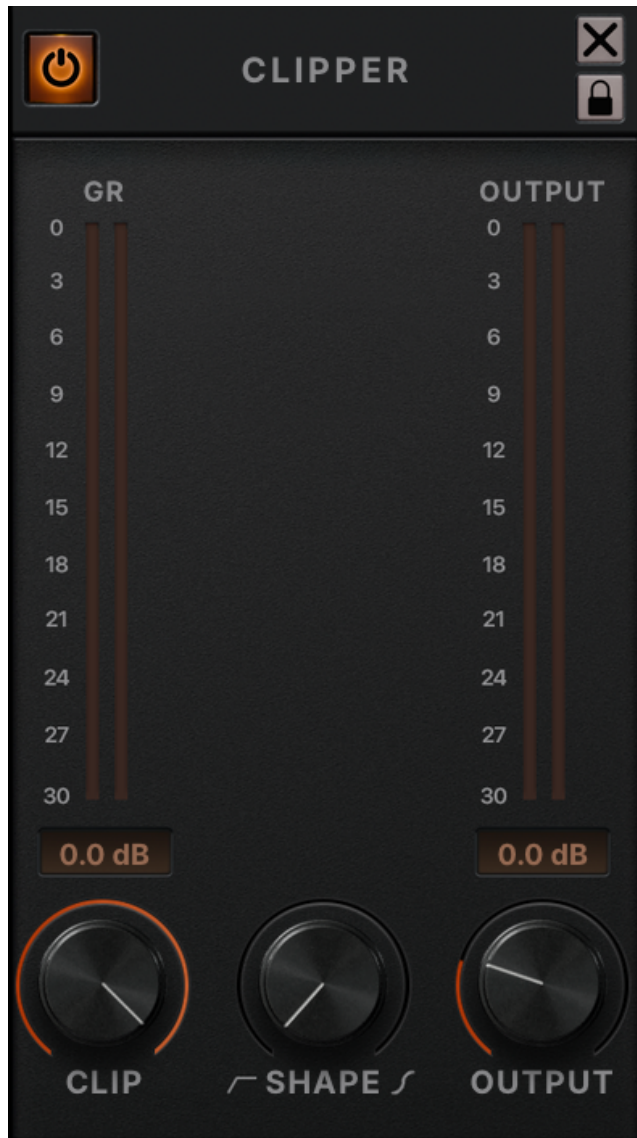 CLIPPER
GR OUTPUT
0 0
3 3
6 6
9 9
12 12
15 15
18 18
21 21
24 24
27 27
30 30
0.0 dB 0.0 dB
CLIP SHAPE OUTPUT